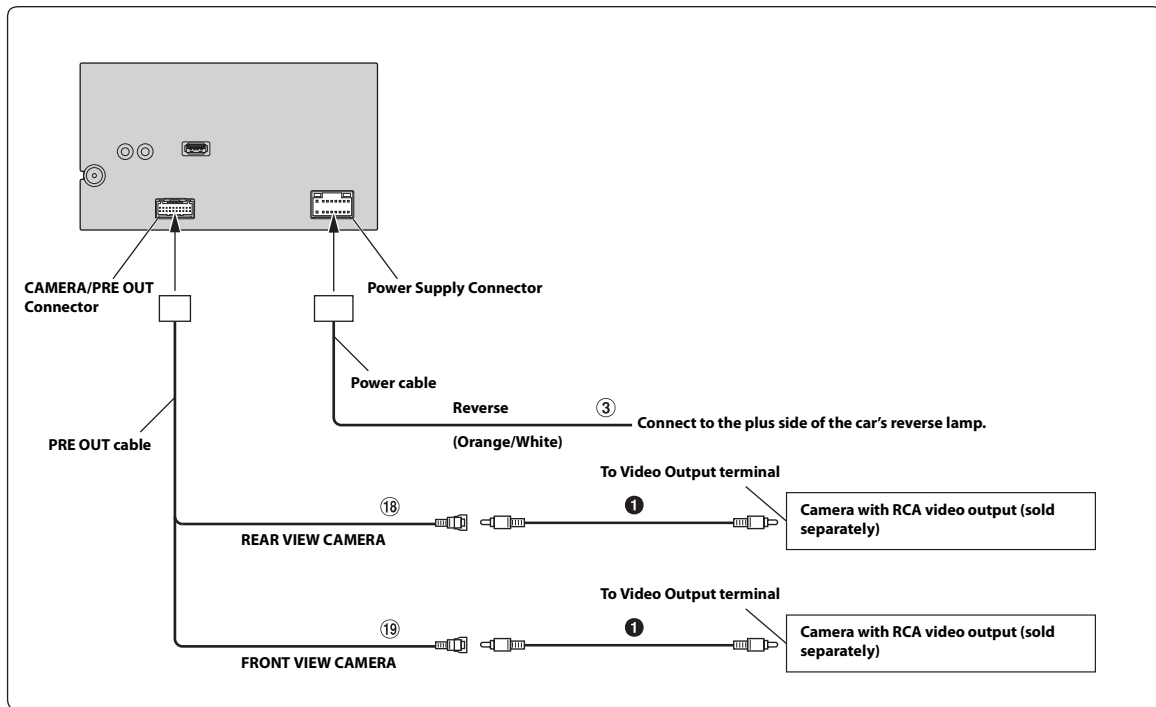 CAMERA/PRE OUT
Connector
Power Supply Connector
Power cable
Reverse
③
Connect to the plus side of the car’s reverse lamp.
(Orange/White)
PRE OUT cable
To Video Output terminal
⑱
❶
Camera with RCA video output (sold
separately)
REAR VIEW CAMERA
To Video Output terminal
⑲
❶
Camera with RCA video output (sold
separately)
FRONT VIEW CAMERA